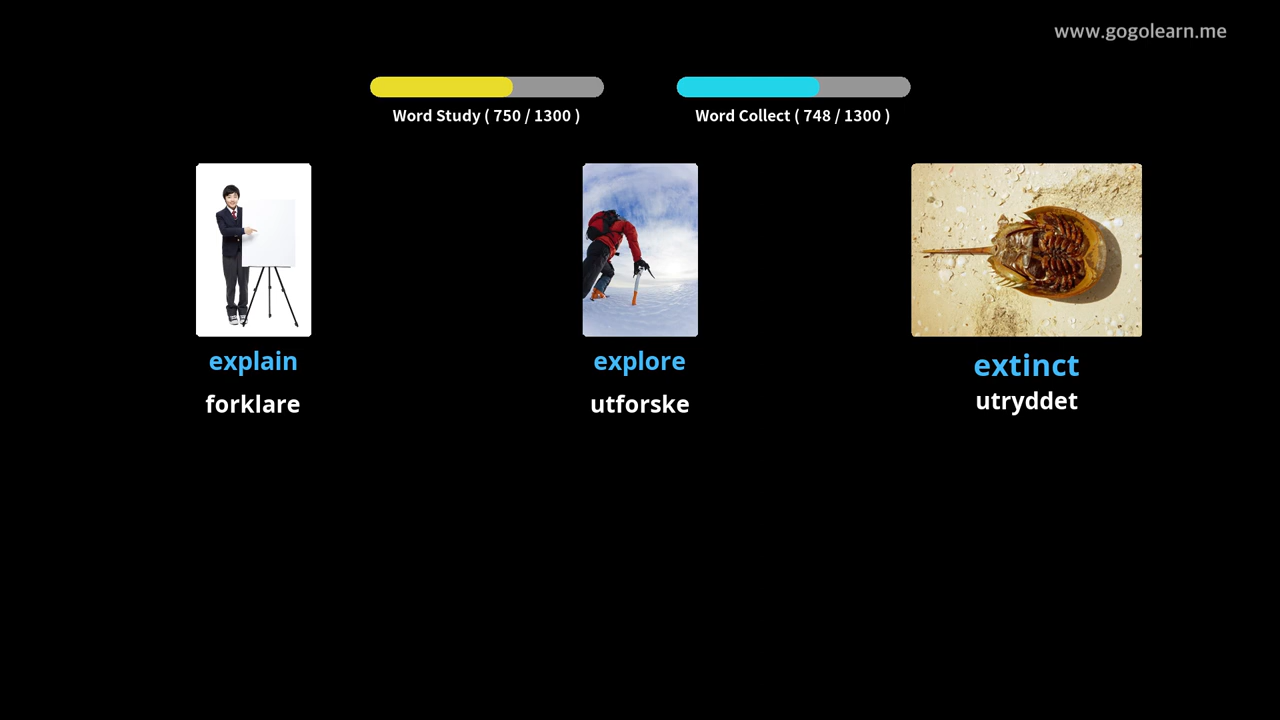 www.gogolearn.me
Word Study ( 750 / 1300 )
Word Collect ( 748 / 1300 )
explain
forklare
explore
utforske
extinct
utryddet